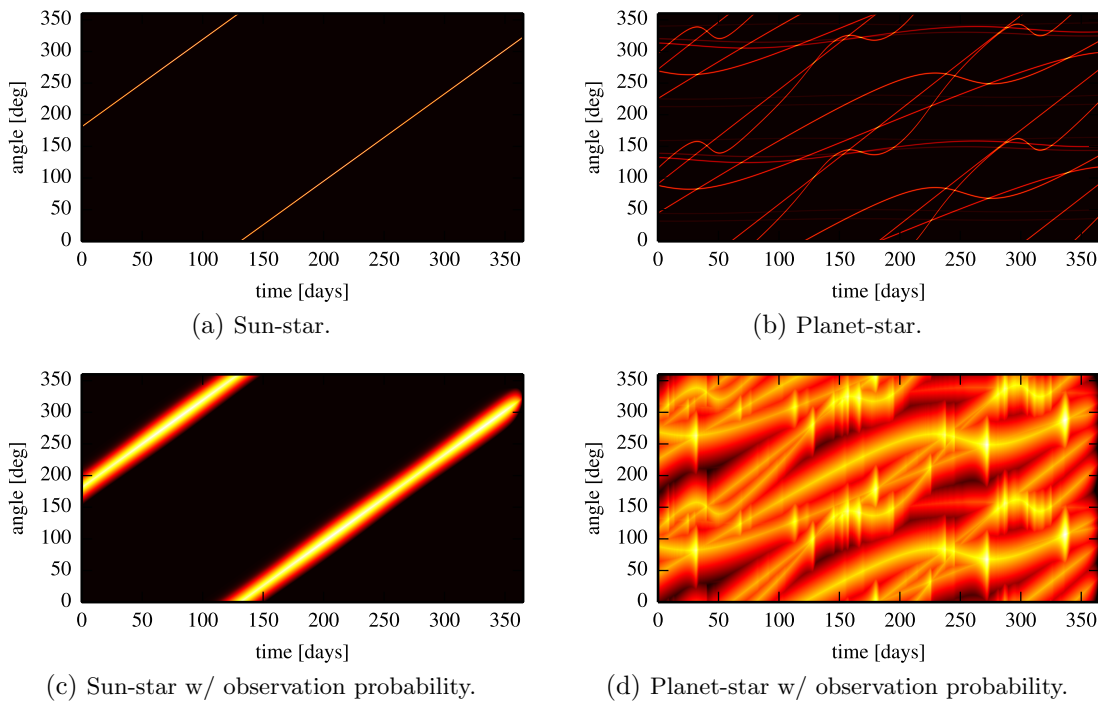 350
300
250
200
150
100
50
0
angle [deg]
0 50 100 150 200 250 300 350
time [days]
(a) Sun-star.
350
300
250
200
150
100
50
0
angle [deg]
0 50 100 150 200 250 300 350
time [days]
(b) Planet-star.
350
300
250
200
150
100
50
0
angle [deg]
0 50 100 150 200 250 300 350
time [days]
(c) Sun-star w/ observation probability.
350
300
250
200
150
100
50
0
angle [deg]
0 50 100 150 200 250 300 350
time [days]
(d) Planet-star w/ observation probability.